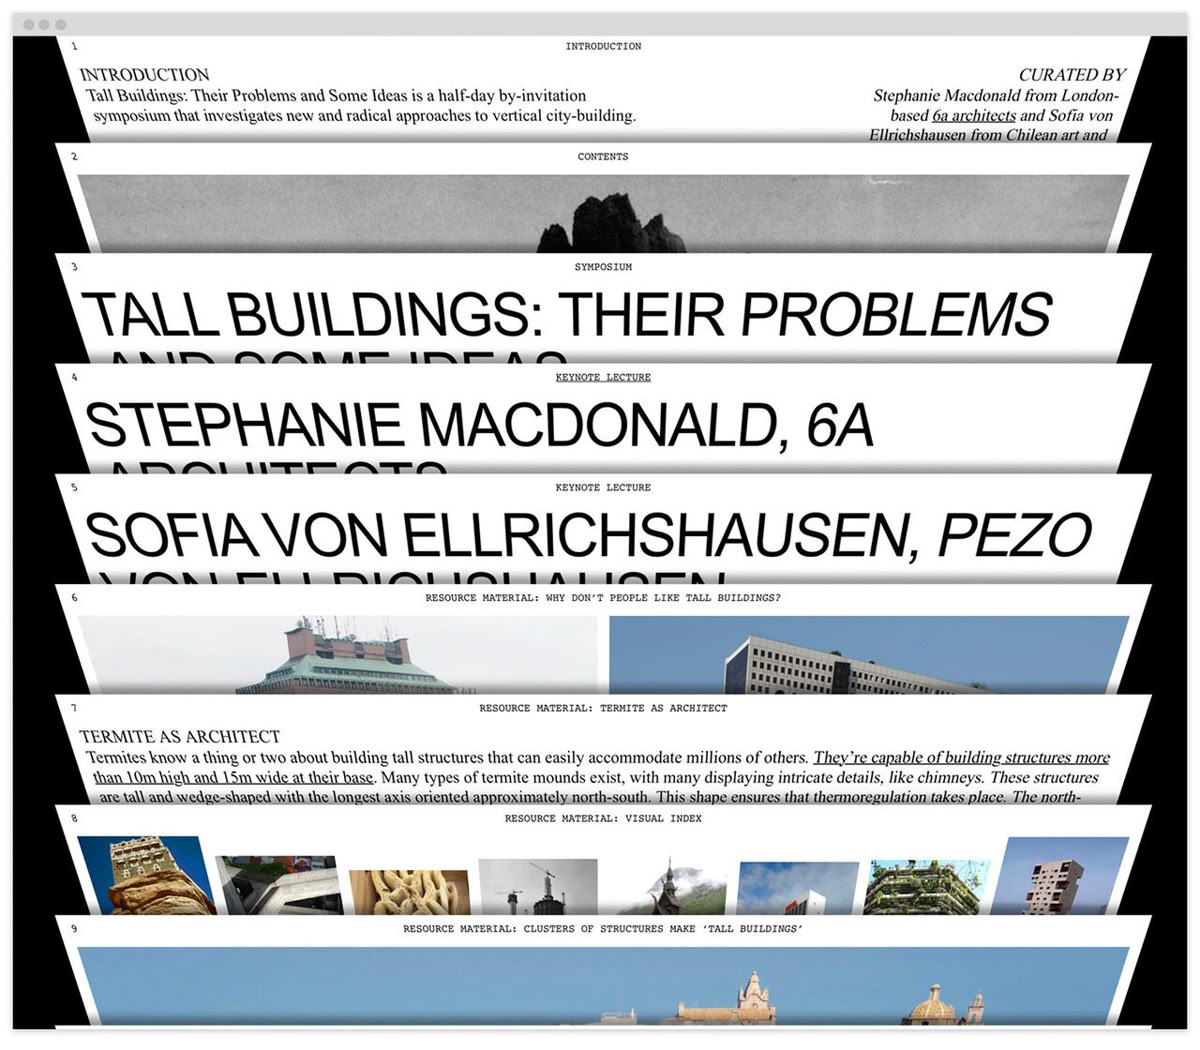 1
INTRODUCTION
INTRODUCTION
Tall Buildings: Their Problems and Some Ideas is a half-day by-invitation
symposium that investigates new and radical approaches to vertical city-building.
CURATED BY
Stephanie Macdonald from London-
based 6a architects and Sofia von
Ellrichshausen from Chilean art and
2
CONTENTS
3
SYMPOSIUM
TALL BUILDINGS: THEIR PROBLEMS
AND SOME IDEAS
4
KEYNOTE LECTURE
STEPHANIE MACDONALD, 6A
ARCHITECTS
5
KEYNOTE LECTURE
SOFIA VON ELLRICHSHAUSEN, PEZO
VON ELLRICHSHAUSEN
6
RESOURCE MATERIAL: WHY DON’T PEOPLE LIKE TALL BUILDINGS?
7
RESOURCE MATERIAL: TERMITE AS ARCHITECT
TERMITE AS ARCHITECT
Termites know a thing or two about building tall structures that can easily accommodate millions of others. They’re capable of building structures more
than 10m high and 15m wide at their base. Many types of termite mounds exist, with many displaying intricate details, like chimneys. These structures
are tall and wedge-shaped with the longest axis oriented approximately north-south. This shape ensures that thermoregulation takes place. The north-
8
RESOURCE MATERIAL: VISUAL INDEX
9
RESOURCE MATERIAL: CLUSTERS OF STRUCTURES MAKE ‘TALL BUILDINGS’